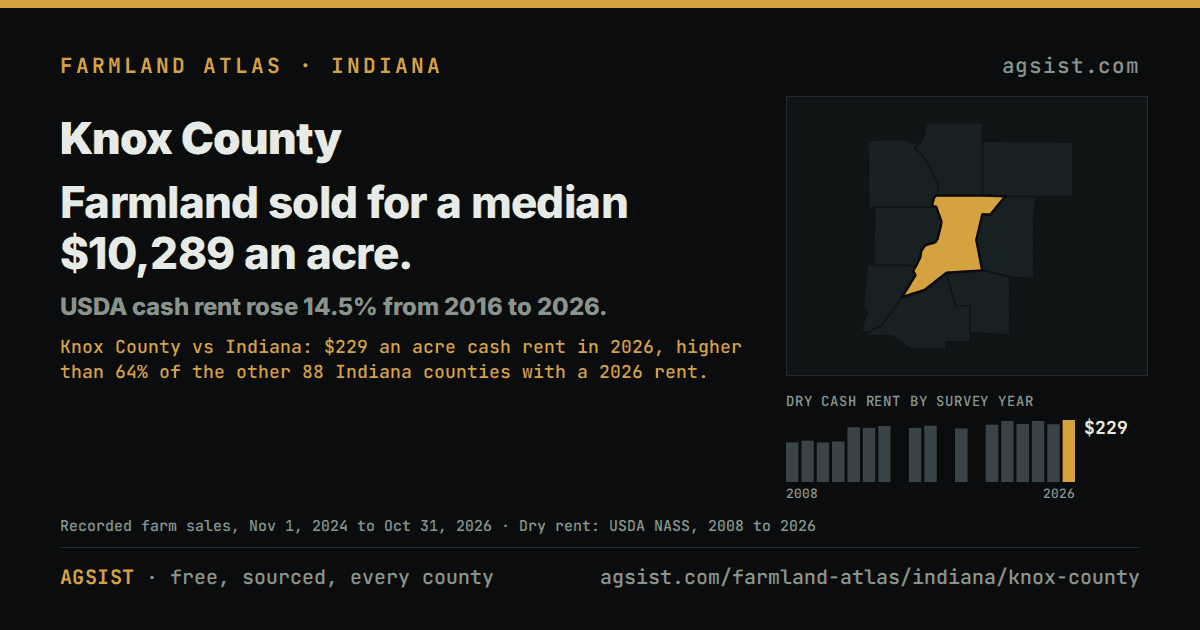 FARMLAND ATLAS · INDIANA
agsist.com
Knox County
Farmland sold for a median
$10,289 an acre.
USDA cash rent rose 14.5% from 2016 to 2026.
Knox County vs Indiana: $229 an acre cash rent in 2026, higher
than 64% of the other 88 Indiana counties with a 2026 rent.
DRY CASH RENT BY SURVEY YEAR
$229
2008
2026
Recorded farm sales, Nov 1, 2024 to Oct 31, 2026 · Dry rent: USDA NASS, 2008 to 2026
AGSIST · free, sourced, every county
agsist.com/farmland-atlas/indiana/knox-county